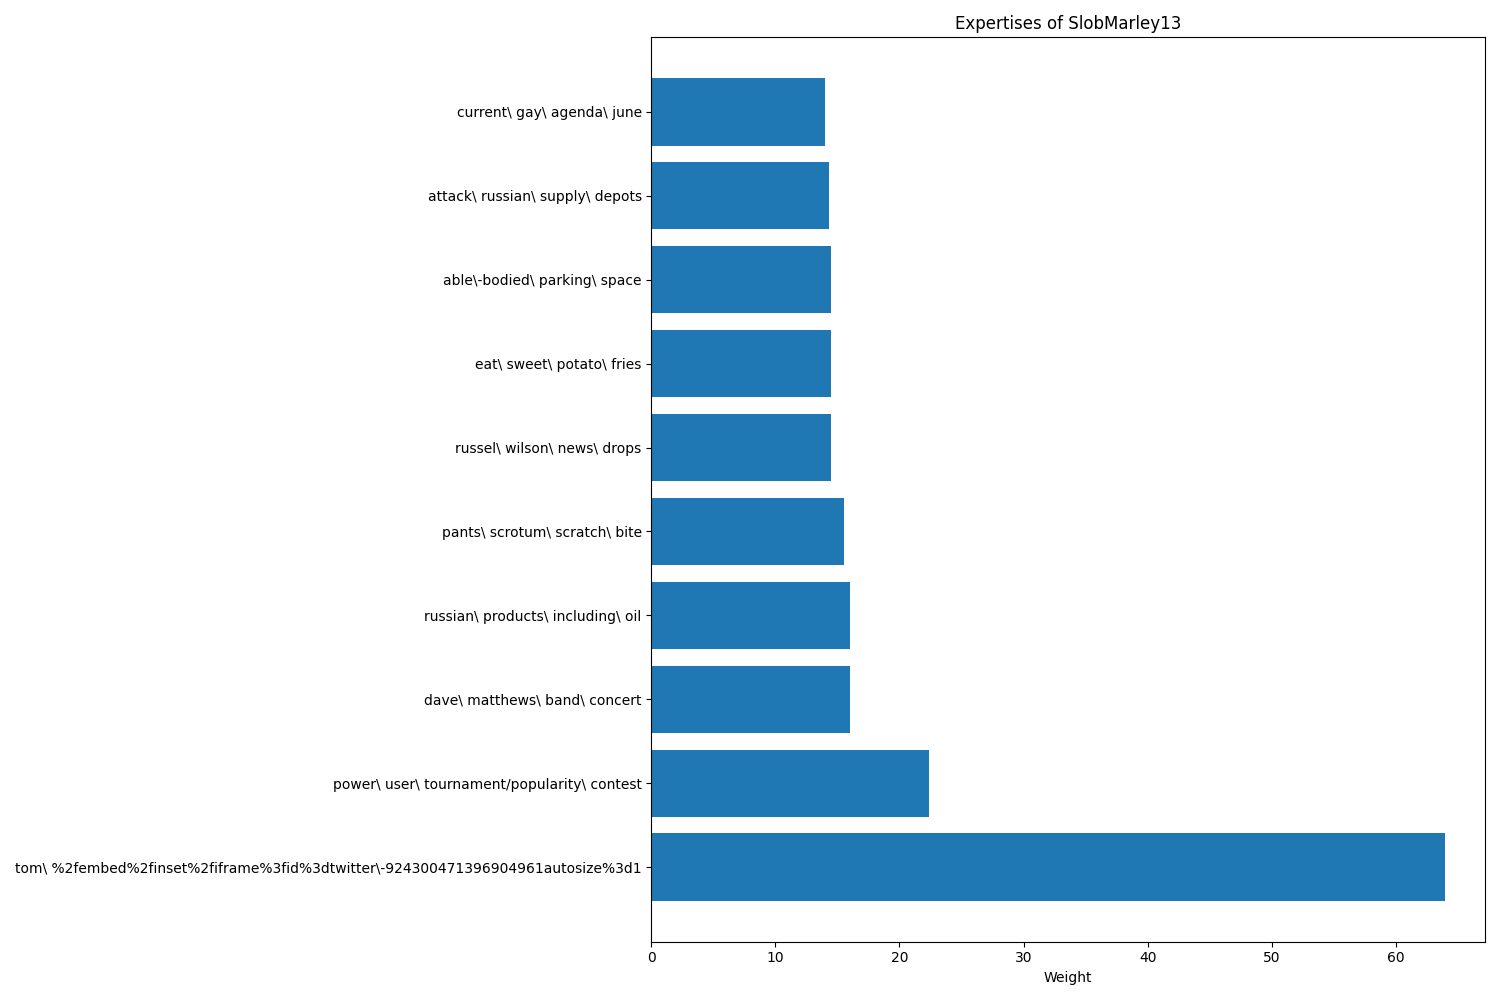 Expertises of SlobMarley13
current\ gay\ agenda\ june
attack\ russian\ supply\ depots
able\-bodied\ parking\ space
eat\ sweet\ potato\ fries
russel\ wilson\ news\ drops
pants\ scrotum\ scratch\ bite
russian\ products\ including\ oil
dave\ matthews\ band\ concert
power\ user\ tournament/popularity\ contest
tom\ %2fembed%2finset%2fiframe%3fid%3dtwitter\-924300471396904961autosize%3d1
0 10 20 30 40 50 60
Weight